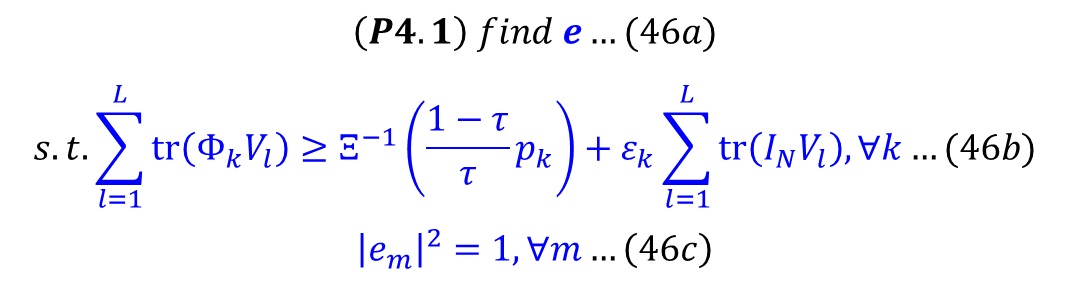 (P4.1) find e … (46a)
s.t. ∑_{l=1}^{L} tr(Φ_k V_l) ≥ Ξ^{-1} ( \frac{1 − τ}{τ} p_k ) + ε_k ∑_{l=1}^{L} tr(I_N V_l), ∀k … (46b)
|e_m|^2 = 1, ∀m … (46c)